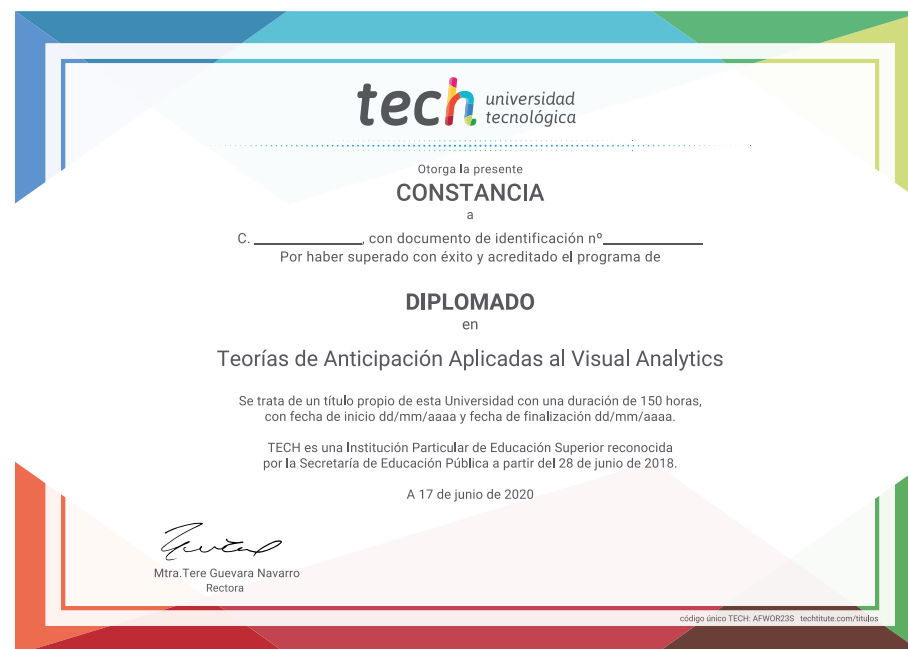 tech universidad
tecnológica
Otorga la presente
CONSTANCIA
a
C. ____________, con documento de identificación nº____________
Por haber superado con éxito y acreditado el programa de
DIPLOMADO
en
Teorías de Anticipación Aplicadas al Visual Analytics
Se trata de un título propio de esta Universidad con una duración de 150 horas,
con fecha de inicio dd/mm/aaaa y fecha de finalización dd/mm/aaaa.
TECH es una Institución Particular de Educación Superior reconocida
por la Secretaría de Educación Pública a partir del 28 de junio de 2018.
A 17 de junio de 2020
Mtra.Tere Guevara Navarro
Rectora
código único TECH: AFWOR23S techtitute.com/titulos